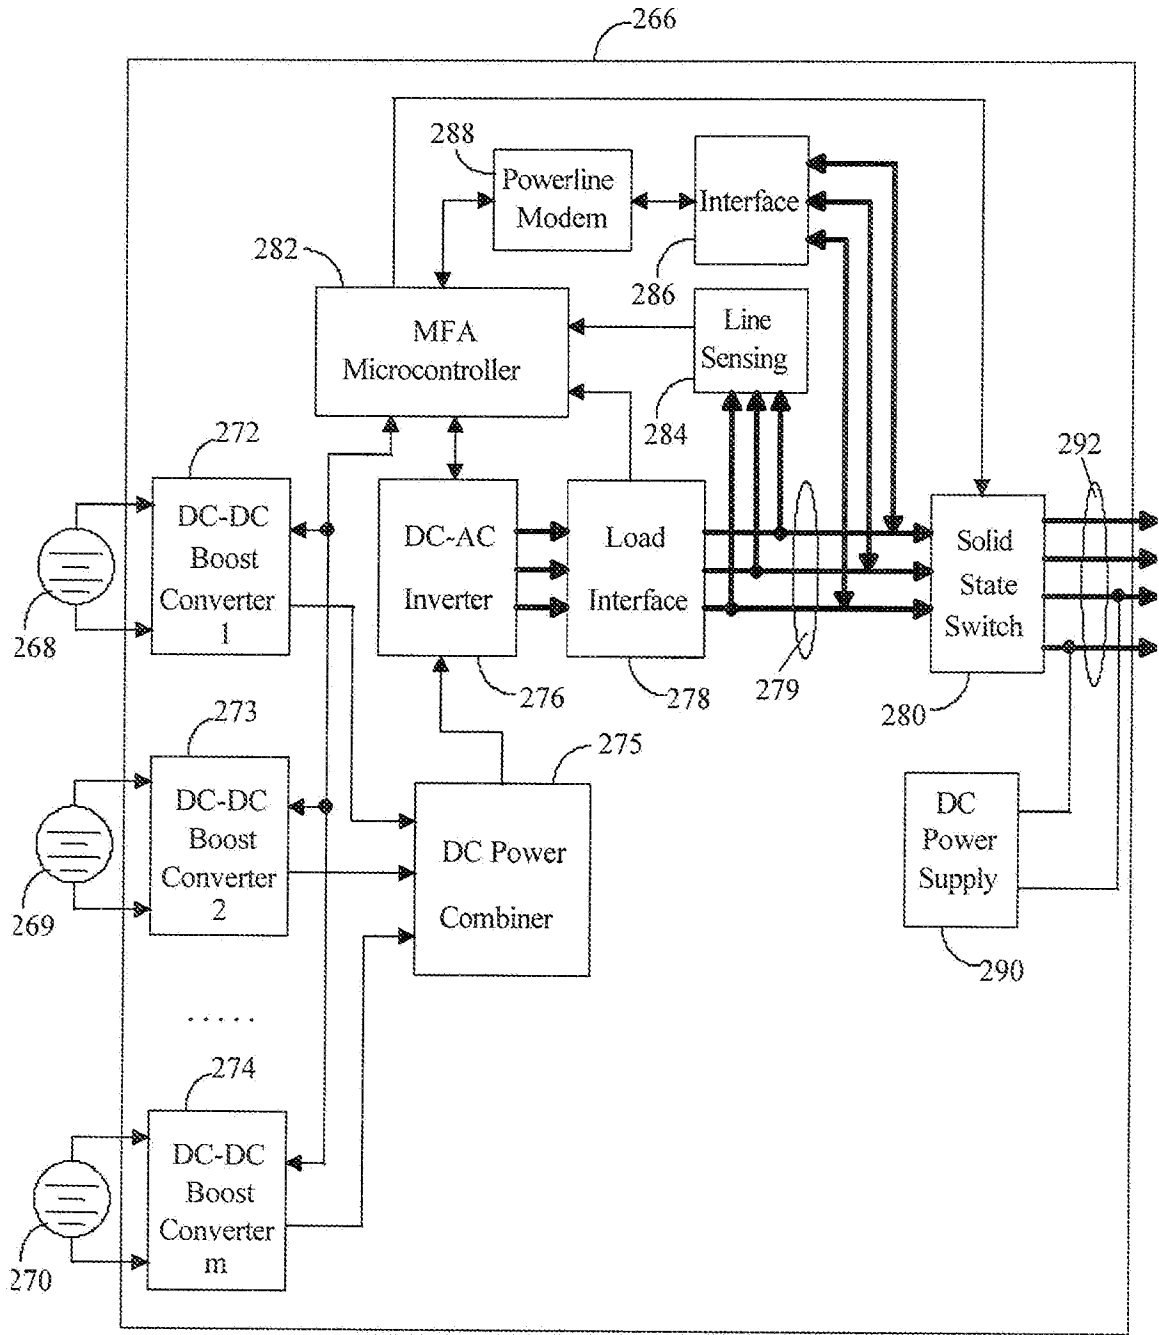 266
288
Powerline
Modem
Interface
286
282
MFA
Microcontroller
Line
Sensing
284
272
DC-DC
Boost
Converter
1
268
DC-AC
Inverter
276
Load
Interface
278
279
Solid
State
Switch
280
292
273
DC-DC
Boost
Converter
2
269
275
DC Power
Combiner
DC
Power
Supply
290
. . . . .
274
DC-DC
Boost
Converter
m
270